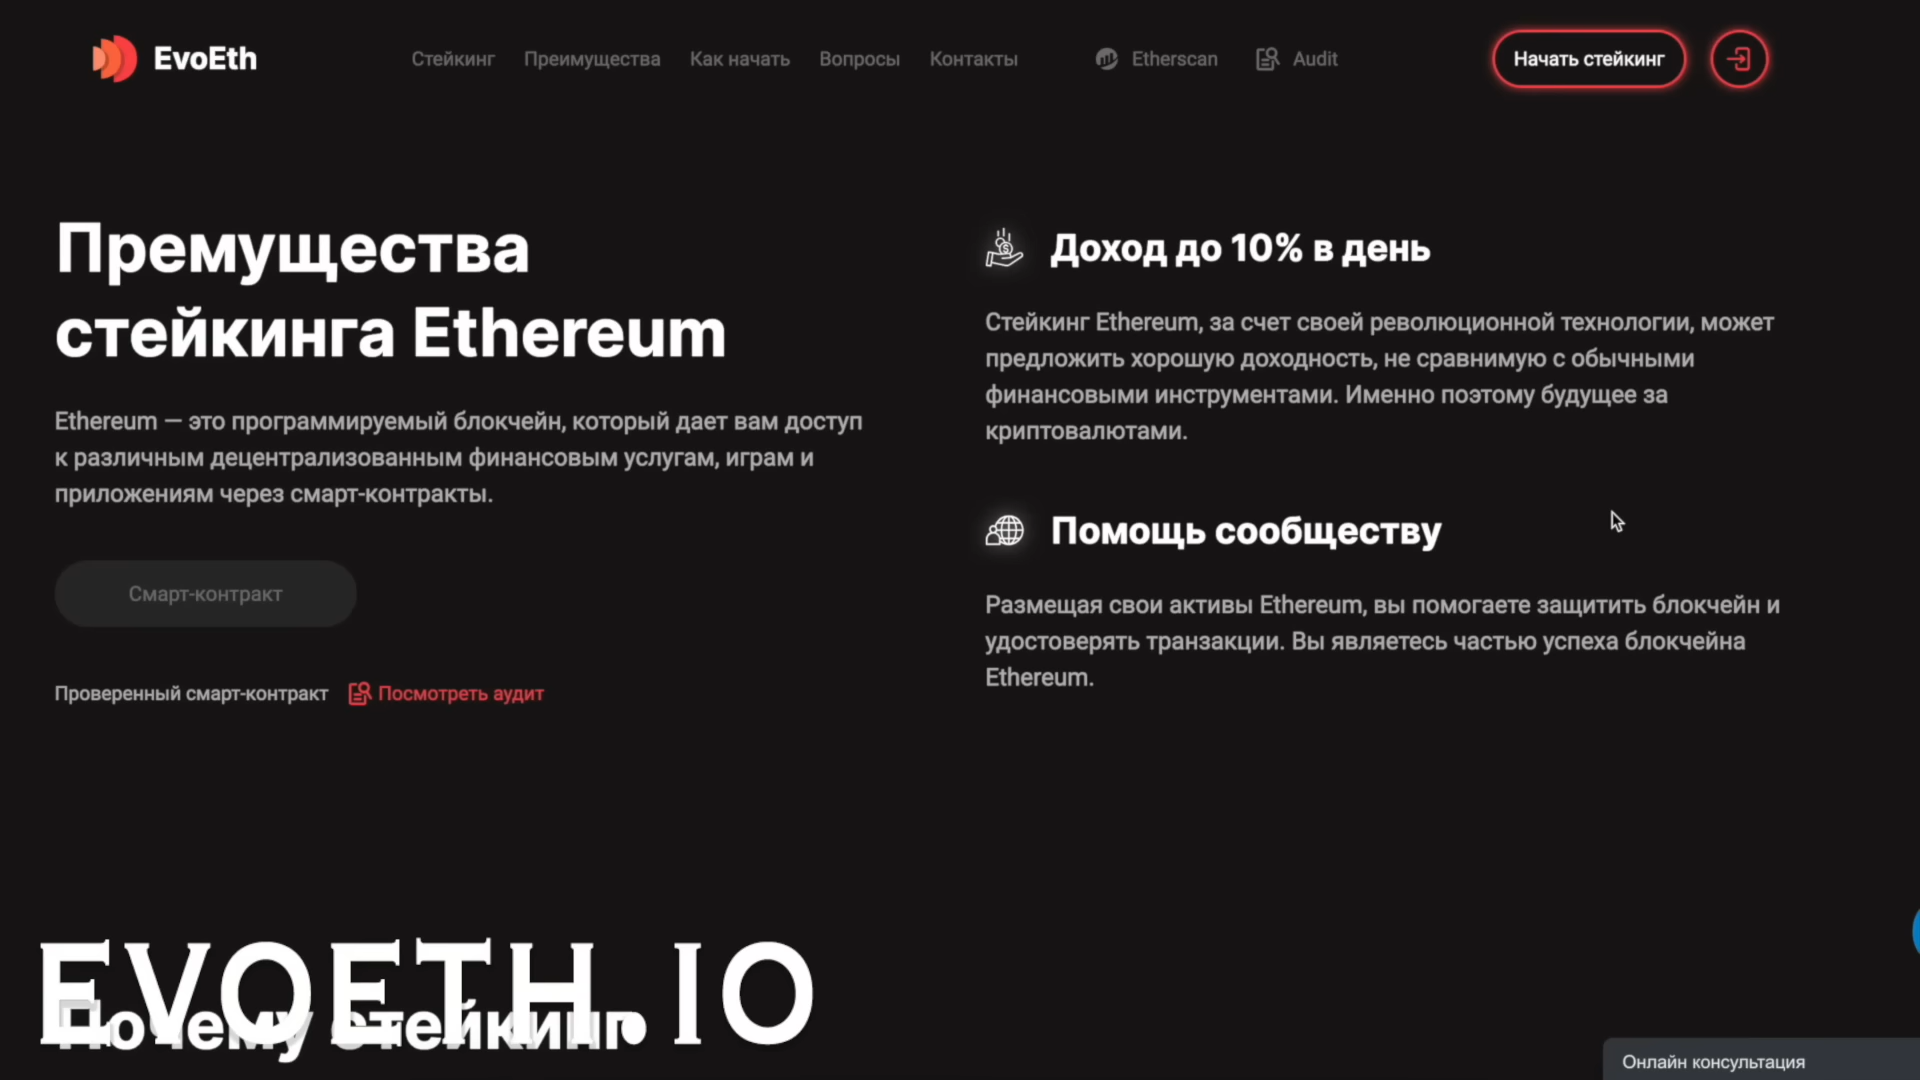 EvoEth
Стейкинг
Преимущества
Как начать
Вопросы
Контакты
Etherscan
Audit
Начать стейкинг
Премущества
стейкинга Ethereum
Ethereum — это программируемый блокчейн, который дает вам доступ
к различным децентрализованным финансовым услугам, играм и
приложениям через смарт-контракты.
Смарт-контракт
Проверенный смарт-контракт
Посмотреть аудит
Доход до 10% в день
Стейкинг Ethereum, за счет своей революционной технологии, может
предложить хорошую доходность, не сравнимую с обычными
финансовыми инструментами. Именно поэтому будущее за
криптовалютами.
Помощь сообществу
Размещая свои активы Ethereum, вы помогаете защитить блокчейн и
удостоверять транзакции. Вы являетесь частью успеха блокчейна
Ethereum.
EVOETH.IO
Почему стейкинг
Онлайн консультация